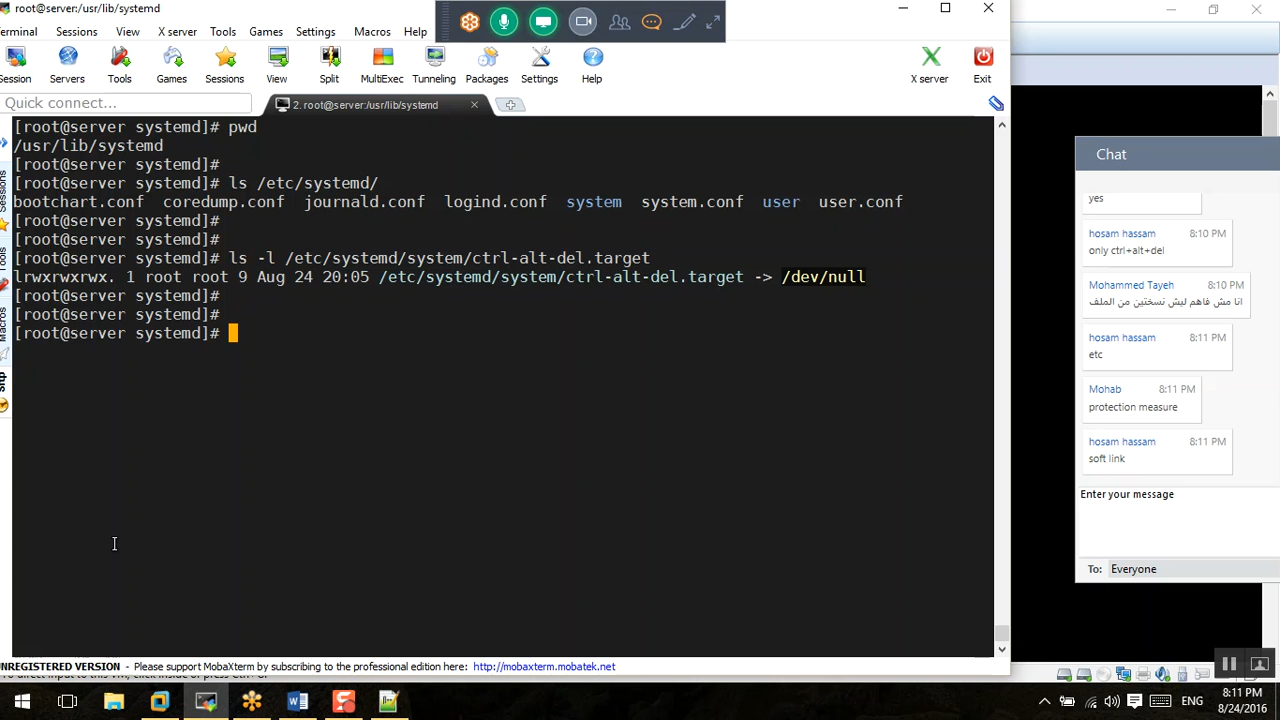 root@server:/usr/lib/systemd
Terminal Sessions View X server Tools Games Settings Macros Help
Session Servers Tools Games Sessions View Split MultiExec Tunneling Packages Settings Help X server Exit
Quick connect...
2. root@server:/usr/lib/systemd
[root@server systemd]# pwd
/usr/lib/systemd
[root@server systemd]#
[root@server systemd]# ls /etc/systemd/
bootchart.conf coredump.conf journald.conf logind.conf system system.conf user user.conf
[root@server systemd]#
[root@server systemd]#
[root@server systemd]# ls -l /etc/systemd/system/ctrl-alt-del.target
lrwxrwxrwx. 1 root root 9 Aug 24 20:05 /etc/systemd/system/ctrl-alt-del.target -> /dev/null
[root@server systemd]#
[root@server systemd]#
[root@server systemd]#
Sessions
Tools
Macros
Sftp
Chat
yes
hosam hassam 8:10 PM
only ctrl+alt+del
Mohammed Tayeh 8:10 PM
انا مش فاهم ليش نسختين من الملف
hosam hassam 8:11 PM
etc
Mohab 8:11 PM
protection measure
hosam hassam 8:11 PM
soft link
Enter your message
To: Everyone
UNREGISTERED VERSION - Please support MobaXterm by subscribing to the professional edition here: http://mobaxterm.mobatek.net
ENG
8:11 PM
8/24/2016